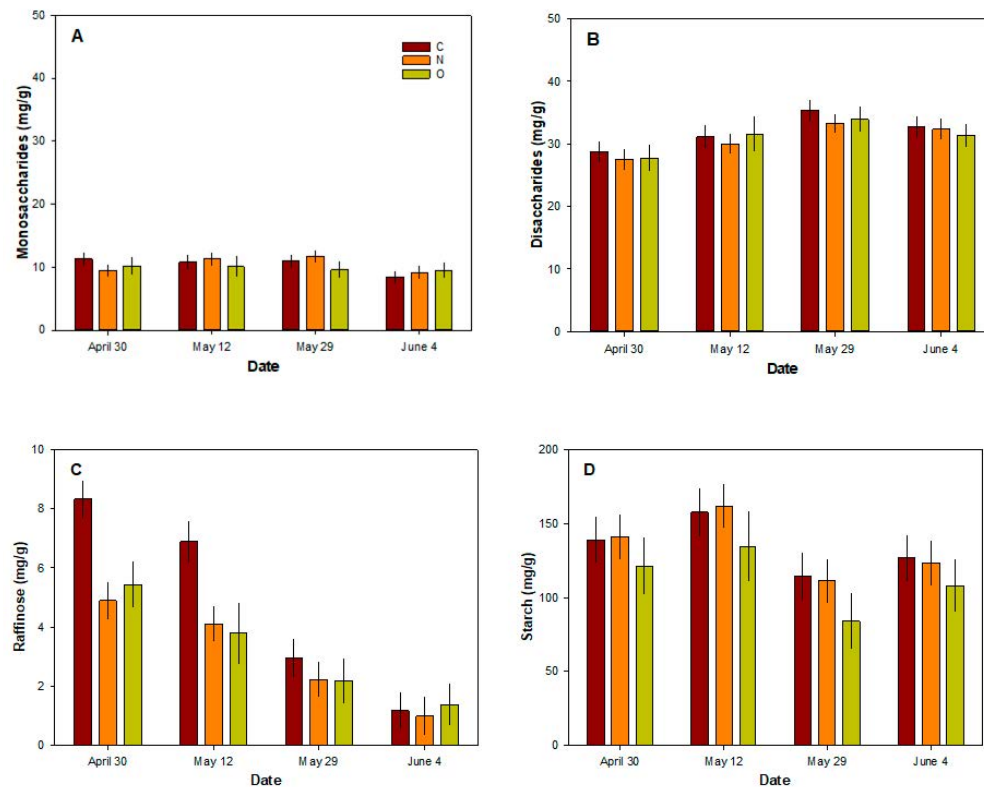 A
C
N
O
50
40
30
20
10
0
Monosaccharides (mg/g)
April 30
May 12
May 29
June 4
Date
B
50
40
30
20
10
0
Disaccharides (mg/g)
April 30
May 12
May 29
June 4
Date
C
10
8
6
4
2
0
Raffinose (mg/g)
April 30
May 12
May 29
June 4
Date
D
200
150
100
50
0
Starch (mg/g)
April 30
May 12
May 29
June 4
Date